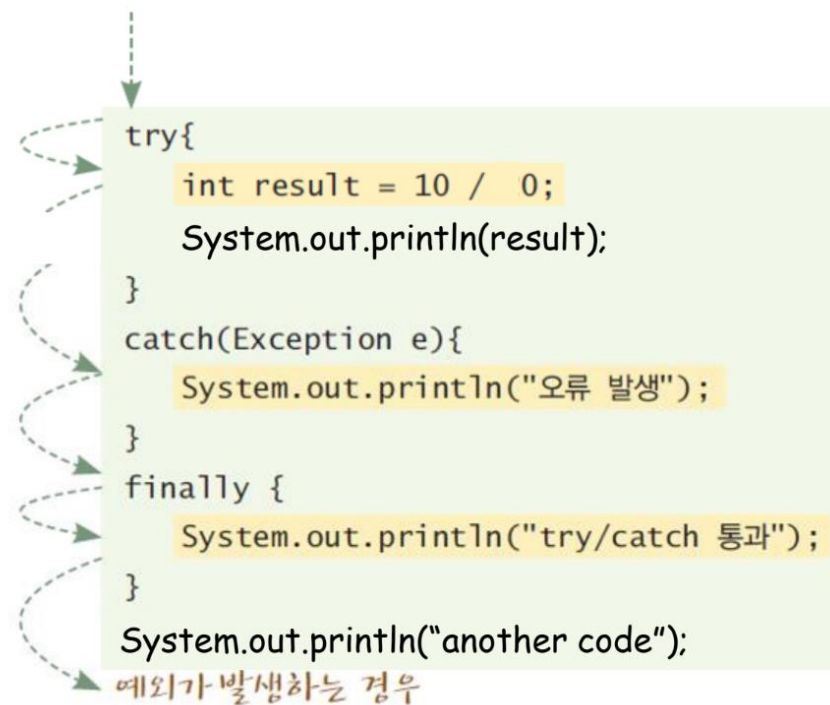 try{
int result = 10 /  0;
System.out.println(result);
}
catch(Exception e){
System.out.println("오류 발생");
}
finally {
System.out.println("try/catch 통과");
}
System.out.println(“another code”);
예외가 발생하는 경우